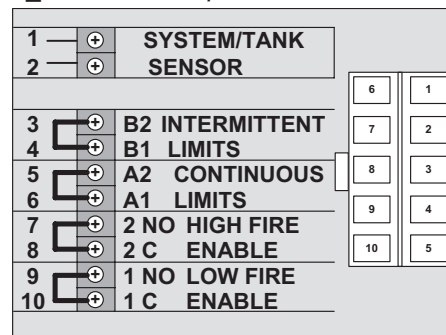 1 SYSTEM/TANK
2 SENSOR
3 B2 INTERMITTENT
4 B1 LIMITS
5 A2 CONTINUOUS
6 A1 LIMITS
7 2 NO HIGH FIRE
8 2 C ENABLE
9 1 NO LOW FIRE
10 1 C ENABLE
6 1
7 2
8 3
9 4
10 5